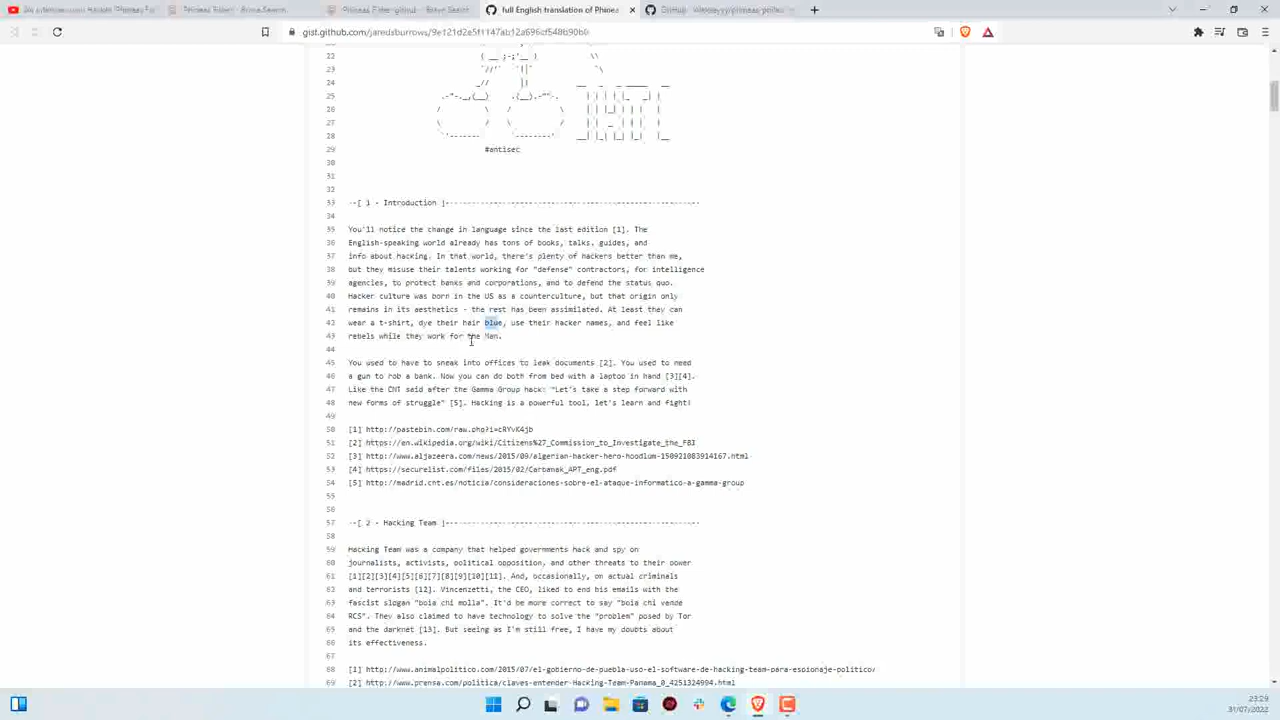 full English translation of Phine
gist.github.com/jaredsburrows/9e121d2e5f1147ab12a696cf548b90b0
22
23
24
25
26
27
28
29 #antisec
30
31
32
33 --[ 1 - Introduction ]----------------------------------------------------------
34
35 You'll notice the change in language since the last edition [1]. The
36 English-speaking world already has tons of books, talks, guides, and
37 info about hacking. In that world, there's plenty of hackers better than me,
38 but they misuse their talents working for "defense" contractors, for intelligence
39 agencies, to protect banks and corporations, and to defend the status quo.
40 Hacker culture was born in the US as a counterculture, but that origin only
41 remains in its aesthetics - the rest has been assimilated. At least they can
42 wear a t-shirt, dye their hair blue, use their hacker names, and feel like
43 rebels while they work for the Man.
44
45 You used to have to sneak into offices to leak documents [2]. You used to need
46 a gun to rob a bank. Now you can do both from bed with a laptop in hand [3][4].
47 Like the CNT said after the Gamma Group hack: "Let's take a step forward with
48 new forms of struggle" [5]. Hacking is a powerful tool, let's learn and fight!
49
50 [1] http://pastebin.com/raw.php?i=cRYvK4jb
51 [2] https://en.wikipedia.org/wiki/Citizens%27_Commission_to_Investigate_the_FBI
52 [3] http://www.aljazeera.com/news/2015/09/algerian-hacker-hero-hoodlum-150921083914167.html
53 [4] https://securelist.com/files/2015/02/Carbanak_APT_eng.pdf
54 [5] http://madrid.cnt.es/noticia/consideraciones-sobre-el-ataque-informatico-a-gamma-group
55
56
57 --[ 2 - Hacking Team ]----------------------------------------------------------
58
59 Hacking Team was a company that helped governments hack and spy on
60 journalists, activists, political opposition, and other threats to their power
61 [1][2][3][4][5][6][7][8][9][10][11]. And, occasionally, on actual criminals
62 and terrorists [12]. Vincenzetti, the CEO, liked to end his emails with the
63 fascist slogan "boia chi molla". It'd be more correct to say "boia chi vende
64 RCS". They also claimed to have technology to solve the "problem" posed by Tor
65 and the darknet [13]. But seeing as I'm still free, I have my doubts about
66 its effectiveness.
67
68 [1] http://www.animalpolitico.com/2015/07/el-gobierno-de-puebla-uso-el-software-de-hacking-team-para-espionaje-politico/
69 [2] http://www.prensa.com/politica/claves-entender-Hacking-Team-Panama_0_4251324994.html
23:29
31/07/2022